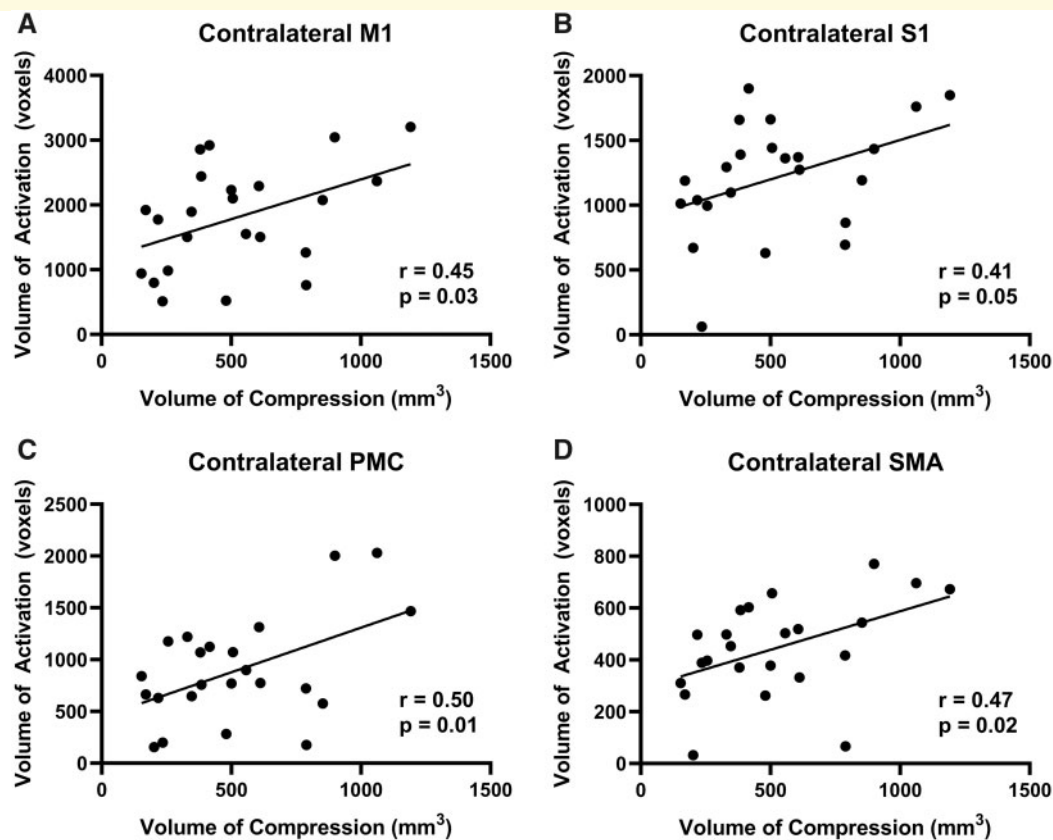 A
Contralateral M1
Volume of Activation (voxels)
4000
3000
2000
1000
0
r = 0.45
p = 0.03
0 500 1000 1500
Volume of Compression (mm³)
B
Contralateral S1
Volume of Activation (voxels)
2000
1500
1000
500
0
r = 0.41
p = 0.05
0 500 1000 1500
Volume of Compression (mm³)
C
Contralateral PMC
Volume of Activation (voxels)
2500
2000
1500
1000
500
0
r = 0.50
p = 0.01
0 500 1000 1500
Volume of Compression (mm³)
D
Contralateral SMA
Volume of Activation (voxels)
1000
800
600
400
200
0
r = 0.47
p = 0.02
0 500 1000 1500
Volume of Compression (mm³)